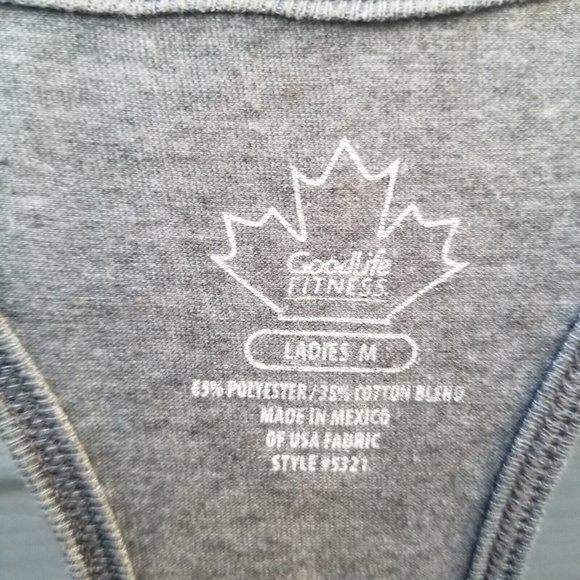 GoodLife
FITNESS
LADIES M
65% POLYESTER / 35% COTTON BLEND
MADE IN MEXICO
OF USA FABRIC
STYLE #5321